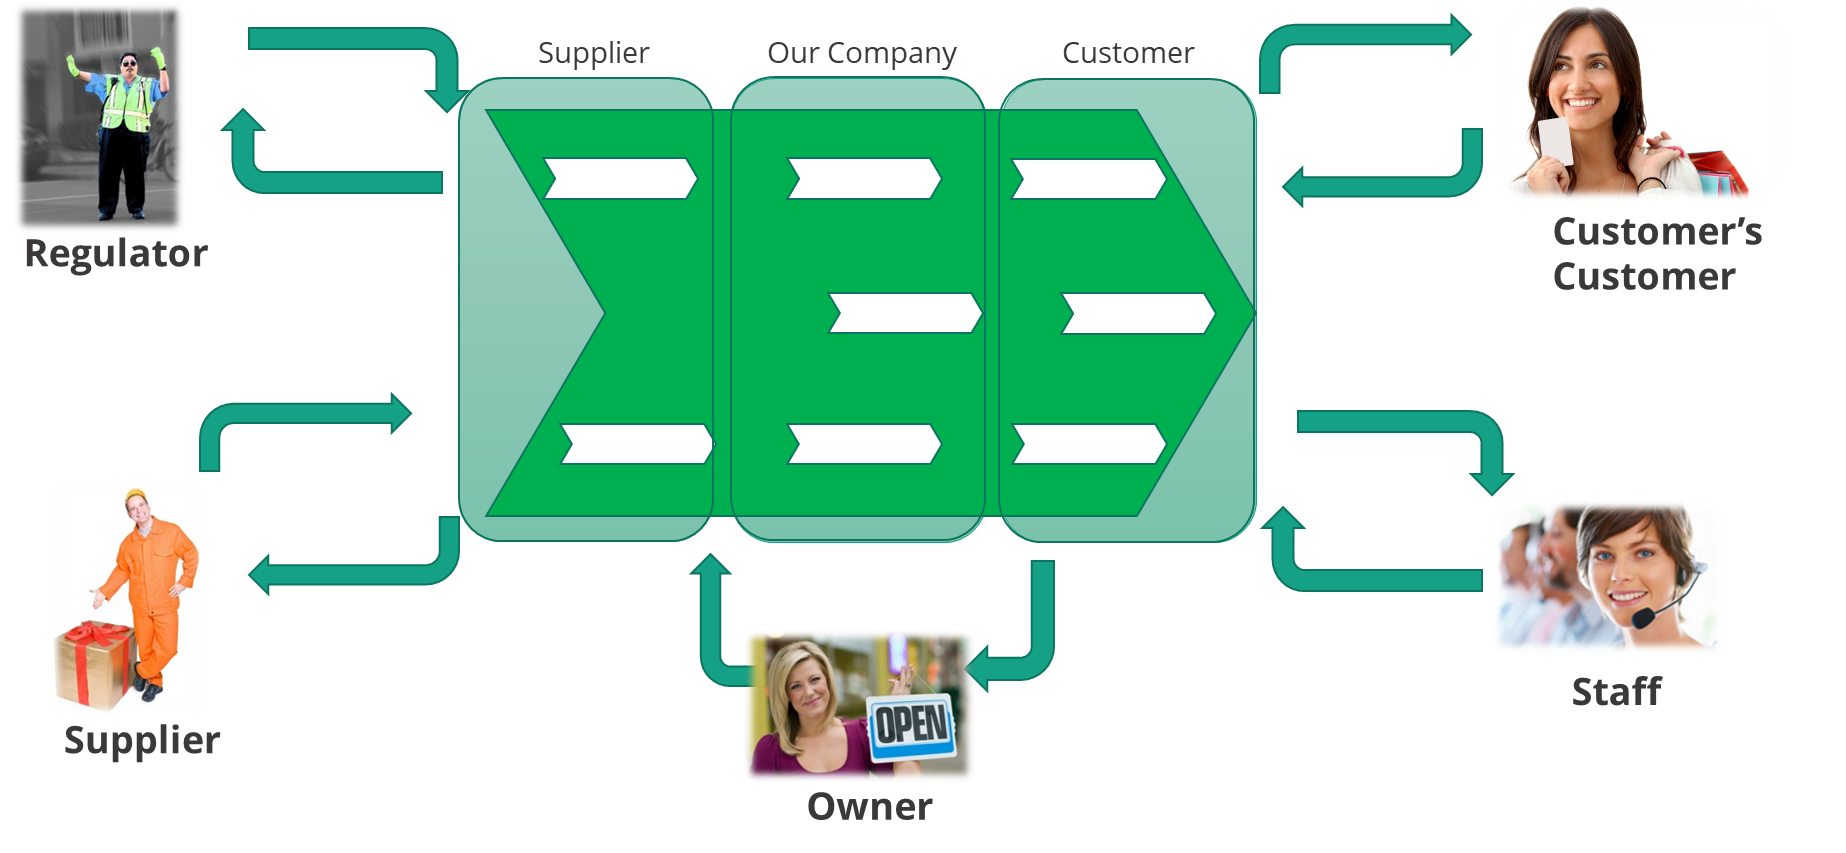 Supplier
Our Company
Customer
Regulator
Customer’s
Customer
Supplier
OPEN
Staff
Owner